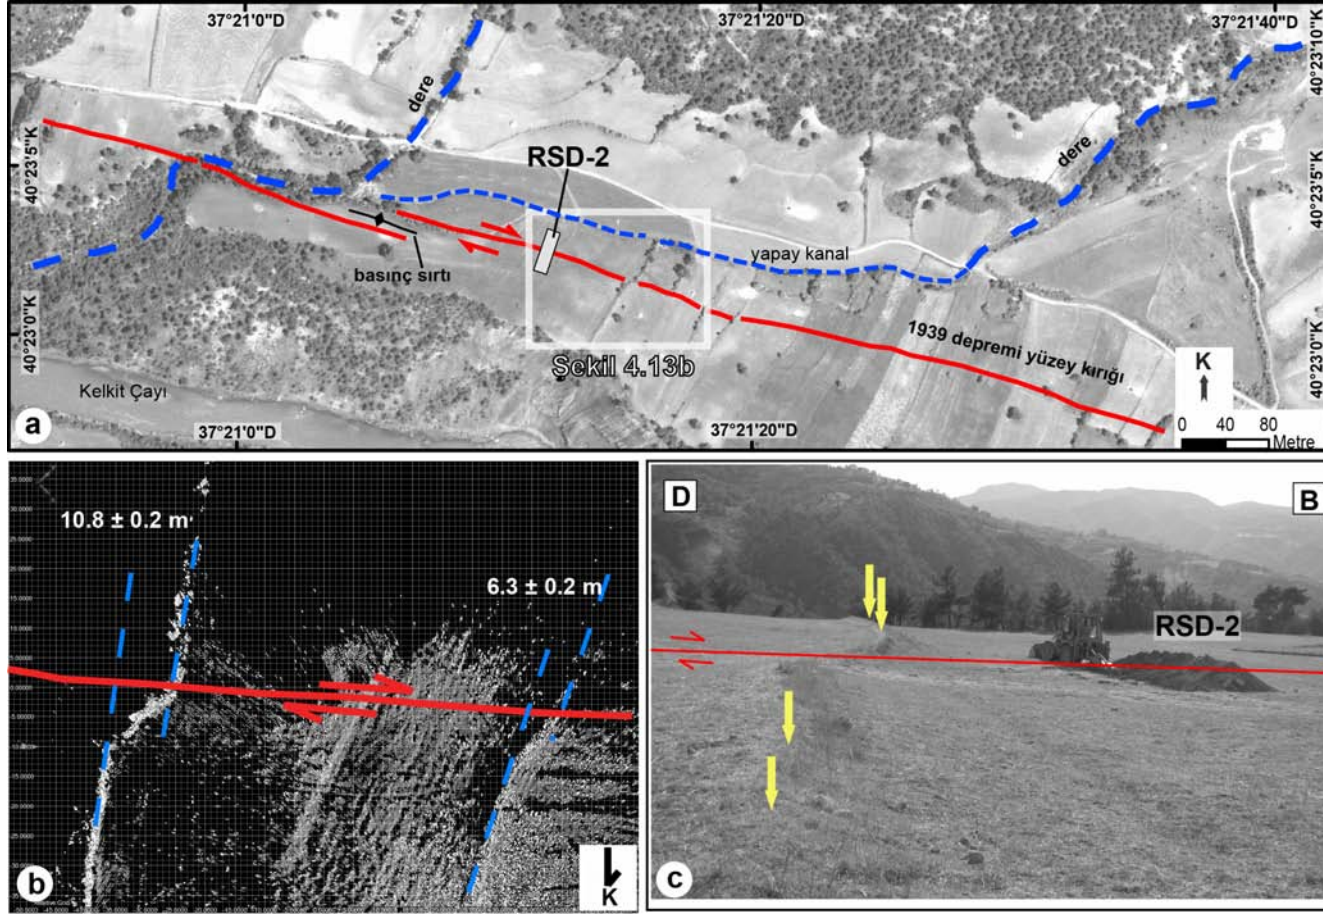 37°21'0"D
37°21'20"D
37°21'40"D
40°23'10"K
dere
RSD-2
40°23'5"K
dere
40°23'5"K
yapay kanal
basınç sırtı
40°23'0"K
Şekil 4.13b
1939 depremi yüzey kırığı
40°23'0"K
K
Kelkit Çayı
37°21'0"D
37°21'20"D
0 40 80
Metre
a
10.8 ± 0.2 m
6.3 ± 0.2 m
K
b
D
B
RSD-2
c